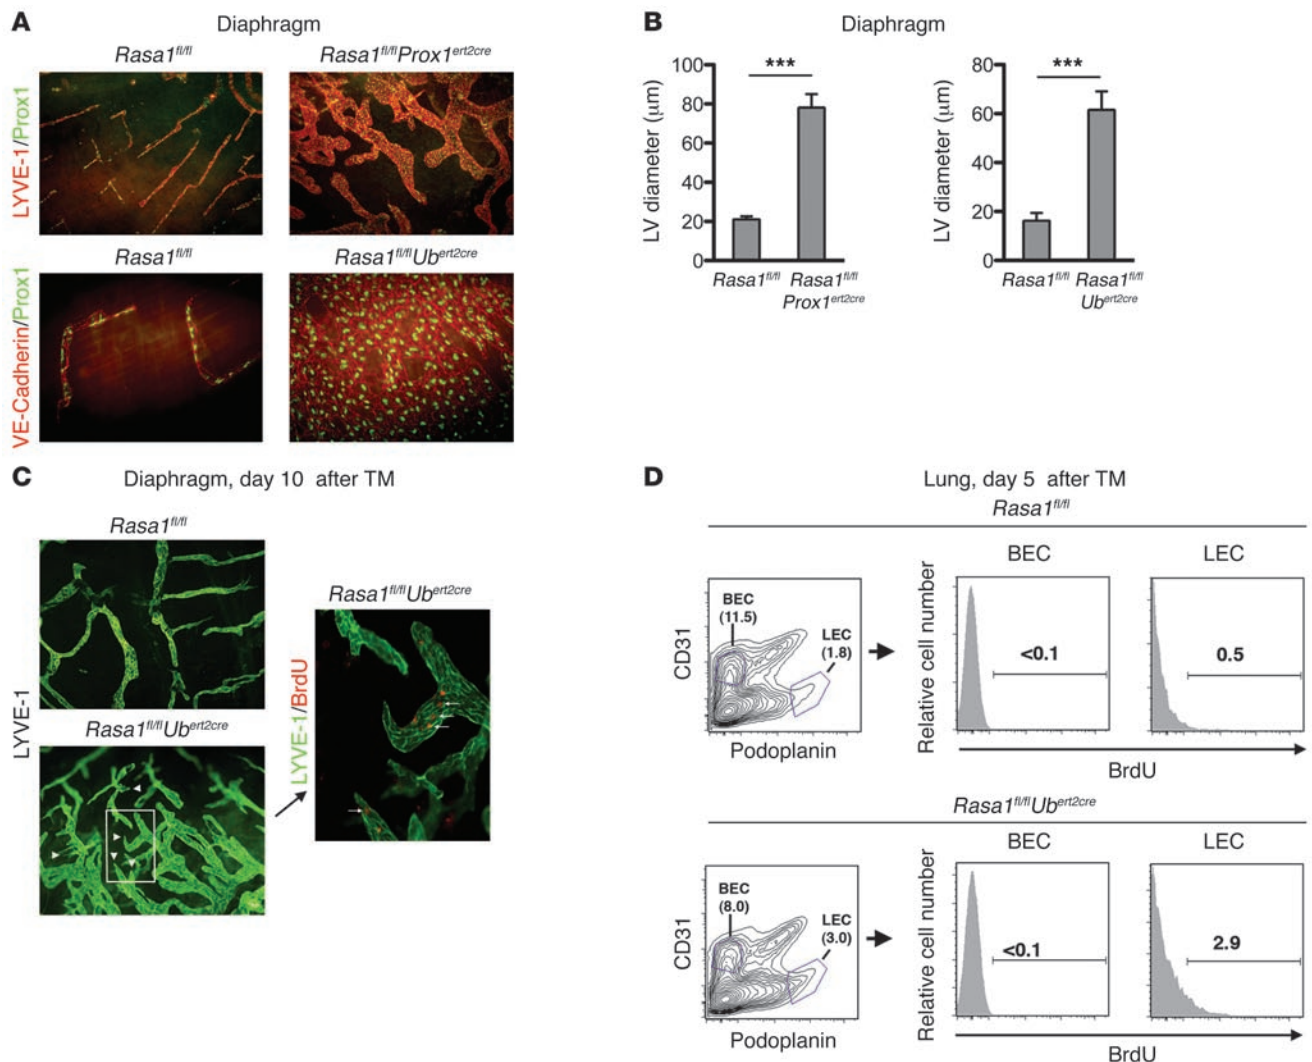 A
Diaphragm
Rasa1fl/fl
Rasa1fl/flProx1ert2cre
LYVE-1/Prox1
Rasa1fl/fl
Rasa1fl/flUbert2cre
VE-Cadherin/Prox1
B
Diaphragm
LV diameter (μm)
100
80
60
40
20
0
***
Rasa1fl/fl
Rasa1fl/fl
Prox1ert2cre
LV diameter (μm)
80
60
40
20
0
***
Rasa1fl/fl
Rasa1fl/fl
Ubert2cre
C
Diaphragm, day 10 after TM
Rasa1fl/fl
LYVE-1
Rasa1fl/flUbert2cre
Rasa1fl/flUbert2cre
LYVE-1/BrdU
D
Lung, day 5 after TM
Rasa1fl/fl
BEC
LEC
CD31
BEC
(11.5)
LEC
(1.8)
Podoplanin
Relative cell number
<0.1
0.5
BrdU
Rasa1fl/flUbert2cre
BEC
LEC
CD31
BEC
(8.0)
LEC
(3.0)
Podoplanin
Relative cell number
<0.1
2.9
BrdU